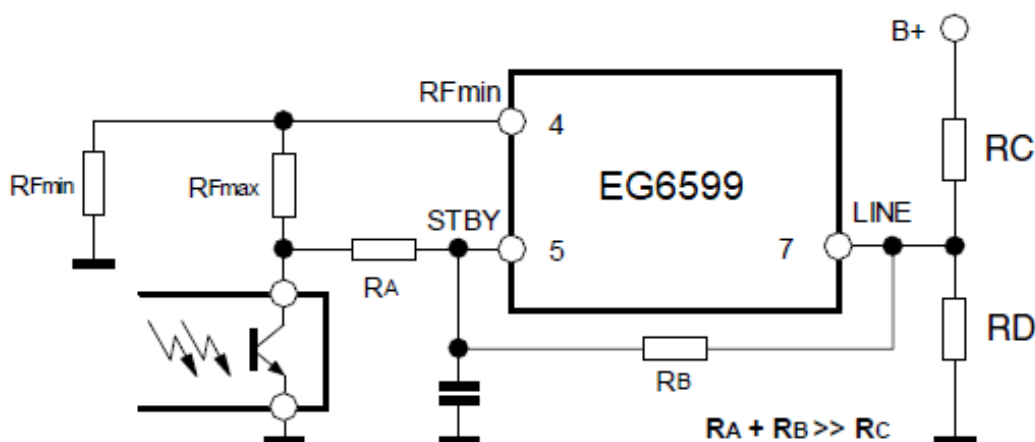 B+
RFmin
4
RC
RFmin
RFmax
EG6599
STBY
LINE
5
7
RA
RD
RB
RA + RB >> RC